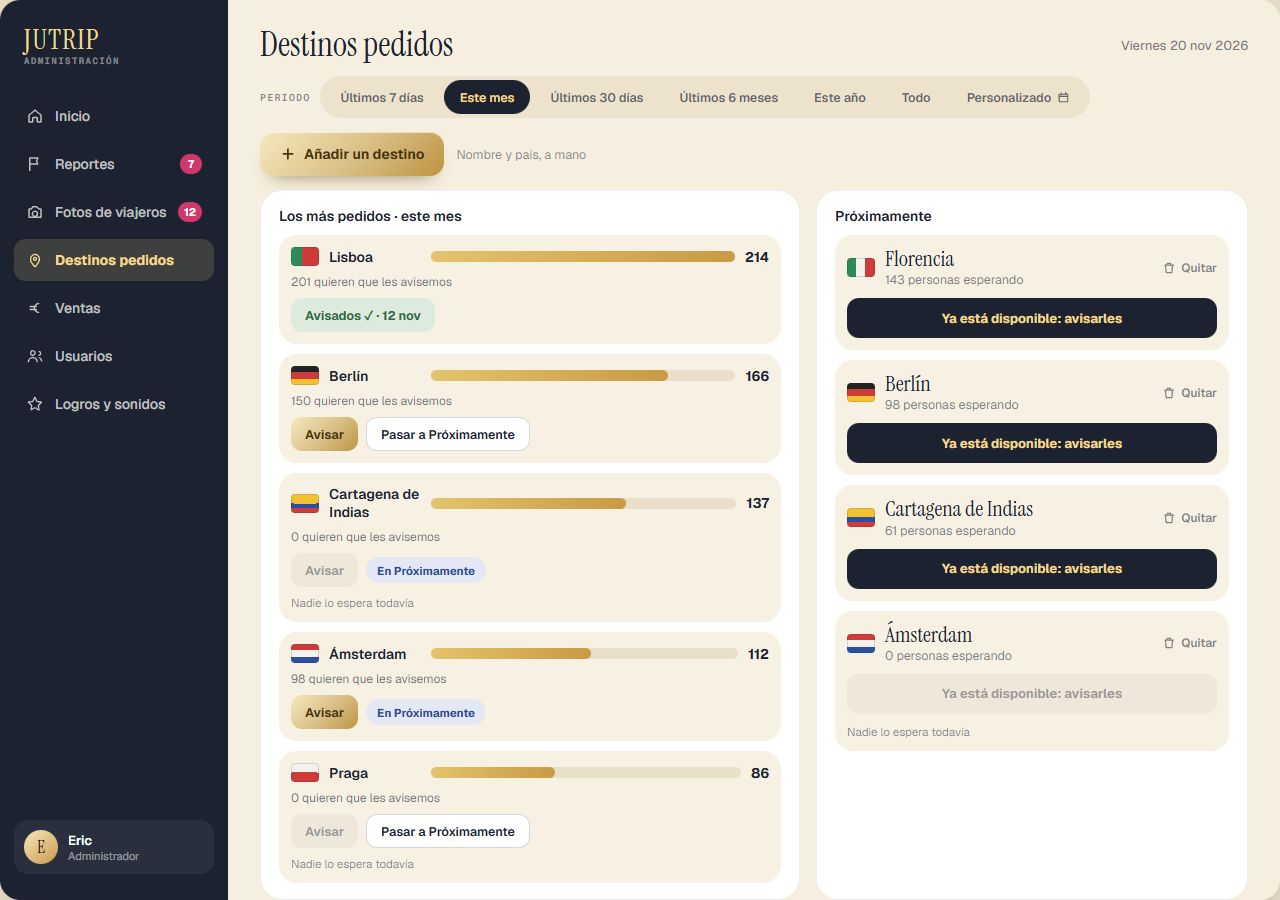 JUTRIP
ADMINISTRACIÓN
Inicio
Reportes 7
Fotos de viajeros 12
Destinos pedidos
Ventas
Usuarios
Logros y sonidos
E
Eric
Administrador
Destinos pedidos
Viernes 20 nov 2026
PERIODO Últimos 7 días Este mes Últimos 30 días Últimos 6 meses Este año Todo Personalizado
+ Añadir un destino Nombre y país, a mano
Los más pedidos · este mes
Lisboa 214
201 quieren que les avisemos
Avisados ✓ · 12 nov
Berlín 166
150 quieren que les avisemos
Avisar Pasar a Próximamente
Cartagena de
Indias 137
0 quieren que les avisemos
Avisar En Próximamente
Nadie lo espera todavía
Ámsterdam 112
98 quieren que les avisemos
Avisar En Próximamente
Praga 86
0 quieren que les avisemos
Avisar Pasar a Próximamente
Nadie lo espera todavía
Próximamente
Florencia Quitar
143 personas esperando
Ya está disponible: avisarles
Berlín Quitar
98 personas esperando
Ya está disponible: avisarles
Cartagena de Indias Quitar
61 personas esperando
Ya está disponible: avisarles
Ámsterdam Quitar
0 personas esperando
Ya está disponible: avisarles
Nadie lo espera todavía